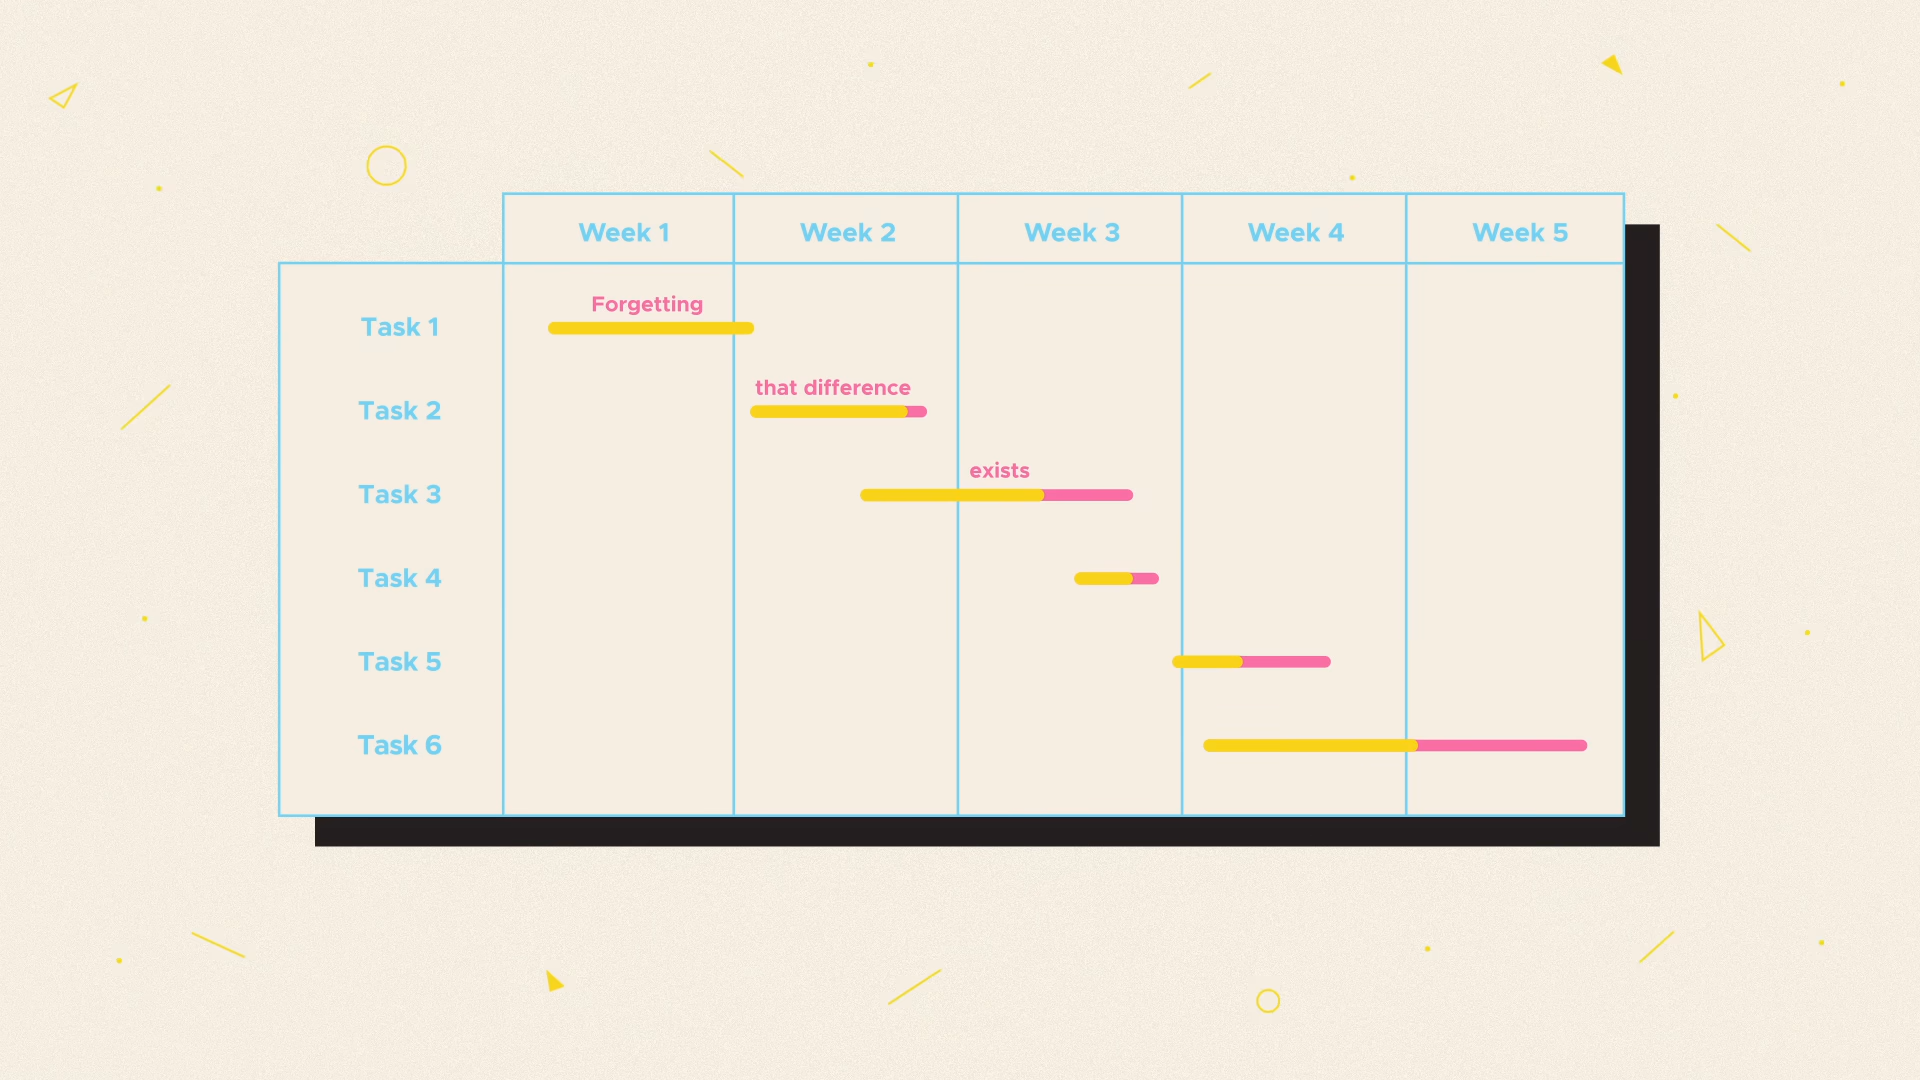 Week 1 Week 2 Week 3 Week 4 Week 5
Forgetting
Task 1
that difference
Task 2
exists
Task 3
Task 4
Task 5
Task 6